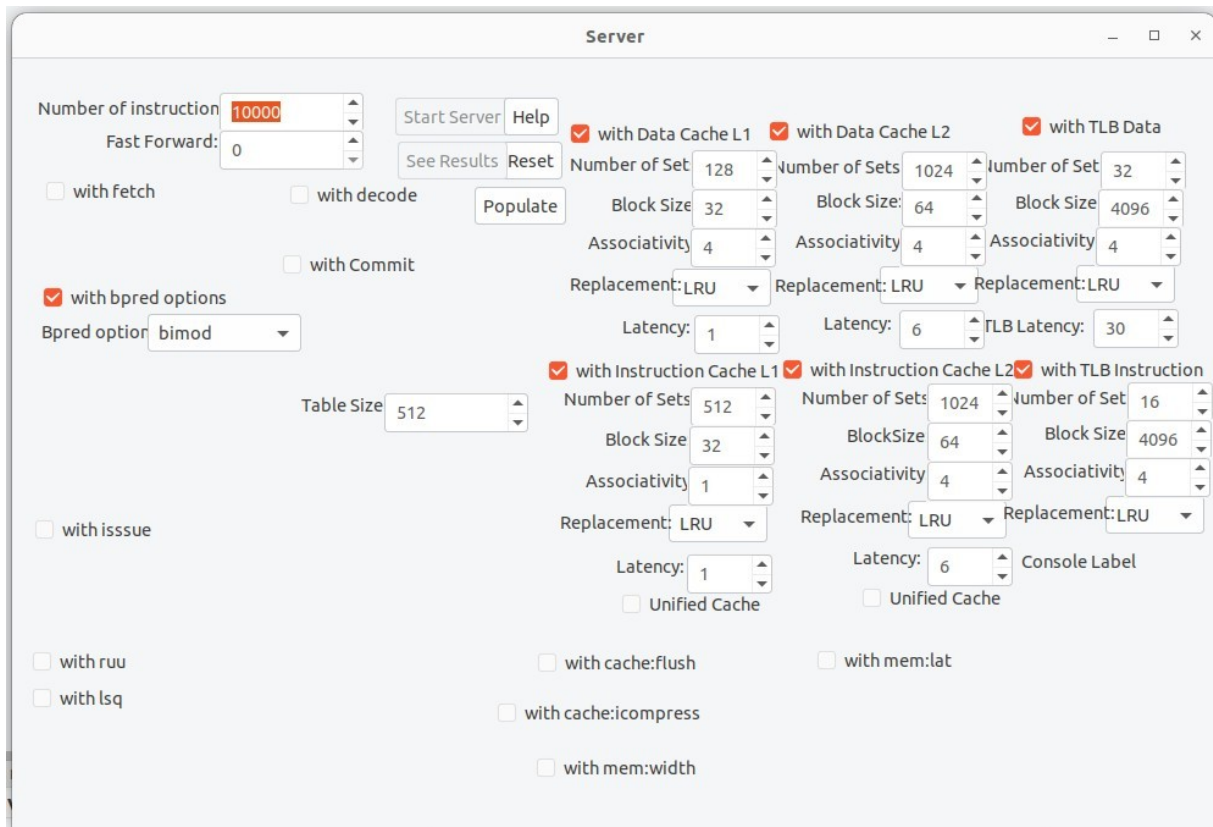 Server
Number of instruction 10000
Start Server Help
Fast Forward: 0
See Results Reset
with fetch
with decode
Populate
with Commit
with bpred options
Bpred option bimod
Table Size 512
with isssue
with ruu
with lsq
with Data Cache L1
Number of Set 128
Block Size 32
Associativity 4
Replacement: LRU
Latency: 1
with Data Cache L2
Number of Sets 1024
Block Size: 64
Associativity 4
Replacement: LRU
Latency: 6
with TLB Data
Number of Set 32
Block Size 4096
Associativity 4
Replacement: LRU
TLB Latency: 30
with Instruction Cache L1
Number of Sets 512
Block Size 32
Associativity 1
Replacement: LRU
Latency: 1
Unified Cache
with Instruction Cache L2
Number of Sets 1024
BlockSize 64
Associativity 4
Replacement: LRU
Latency: 6
Unified Cache
with TLB Instruction
Number of Set 16
Block Size 4096
Associativity 4
Replacement: LRU
Console Label
with cache:flush
with mem:lat
with cache:icompress
with mem:width